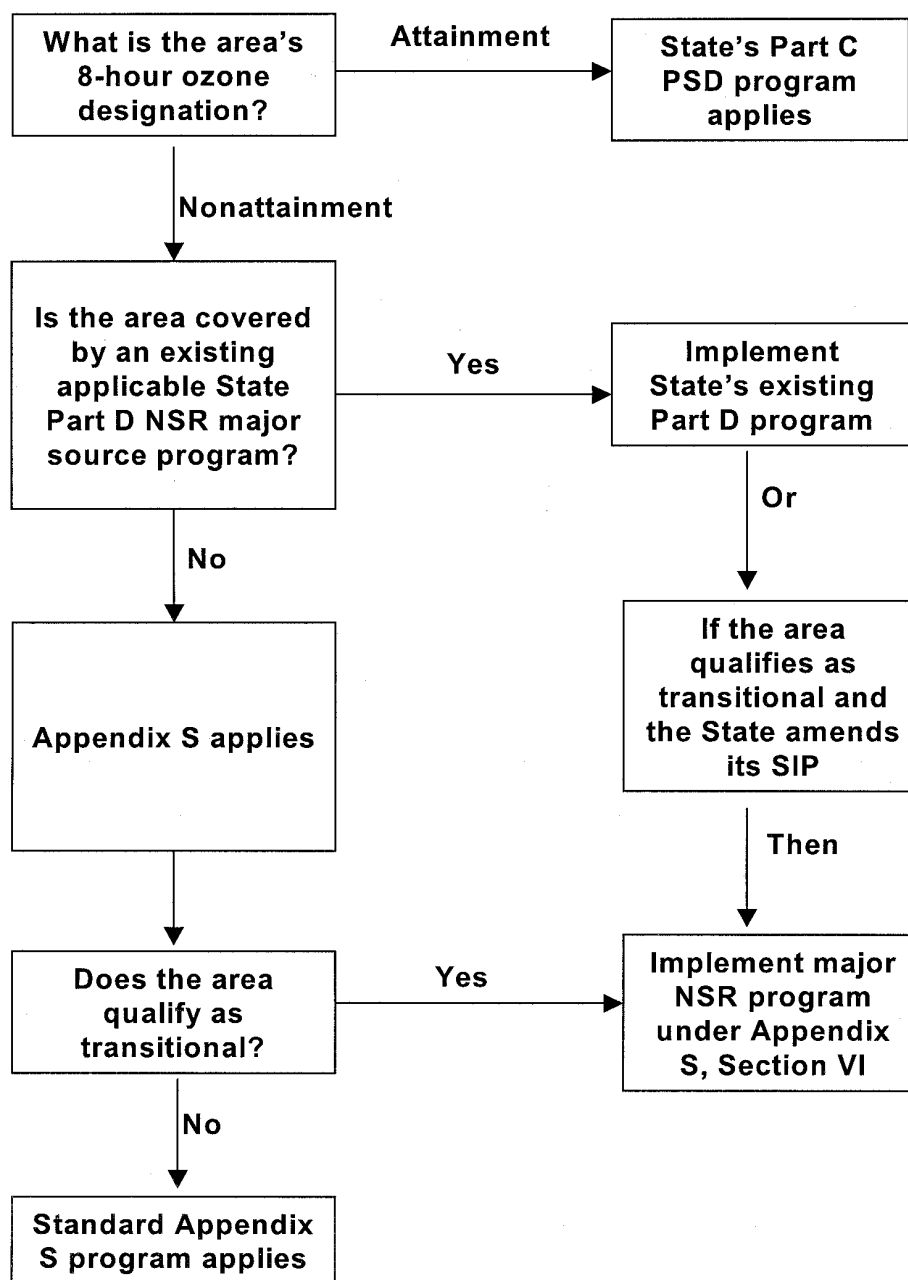 What is the area's
8-hour ozone
designation?
Attainment
State's Part C
PSD program
applies
Nonattainment
Is the area covered
by an existing
applicable State
Part D NSR major
source program?
Yes
Implement
State's existing
Part D program
Or
No
If the area
qualifies as
transitional and
the State amends
its SIP
Appendix S applies
Then
Does the area
qualify as
transitional?
Yes
Implement major
NSR program
under Appendix
S, Section VI
No
Standard Appendix
S program applies